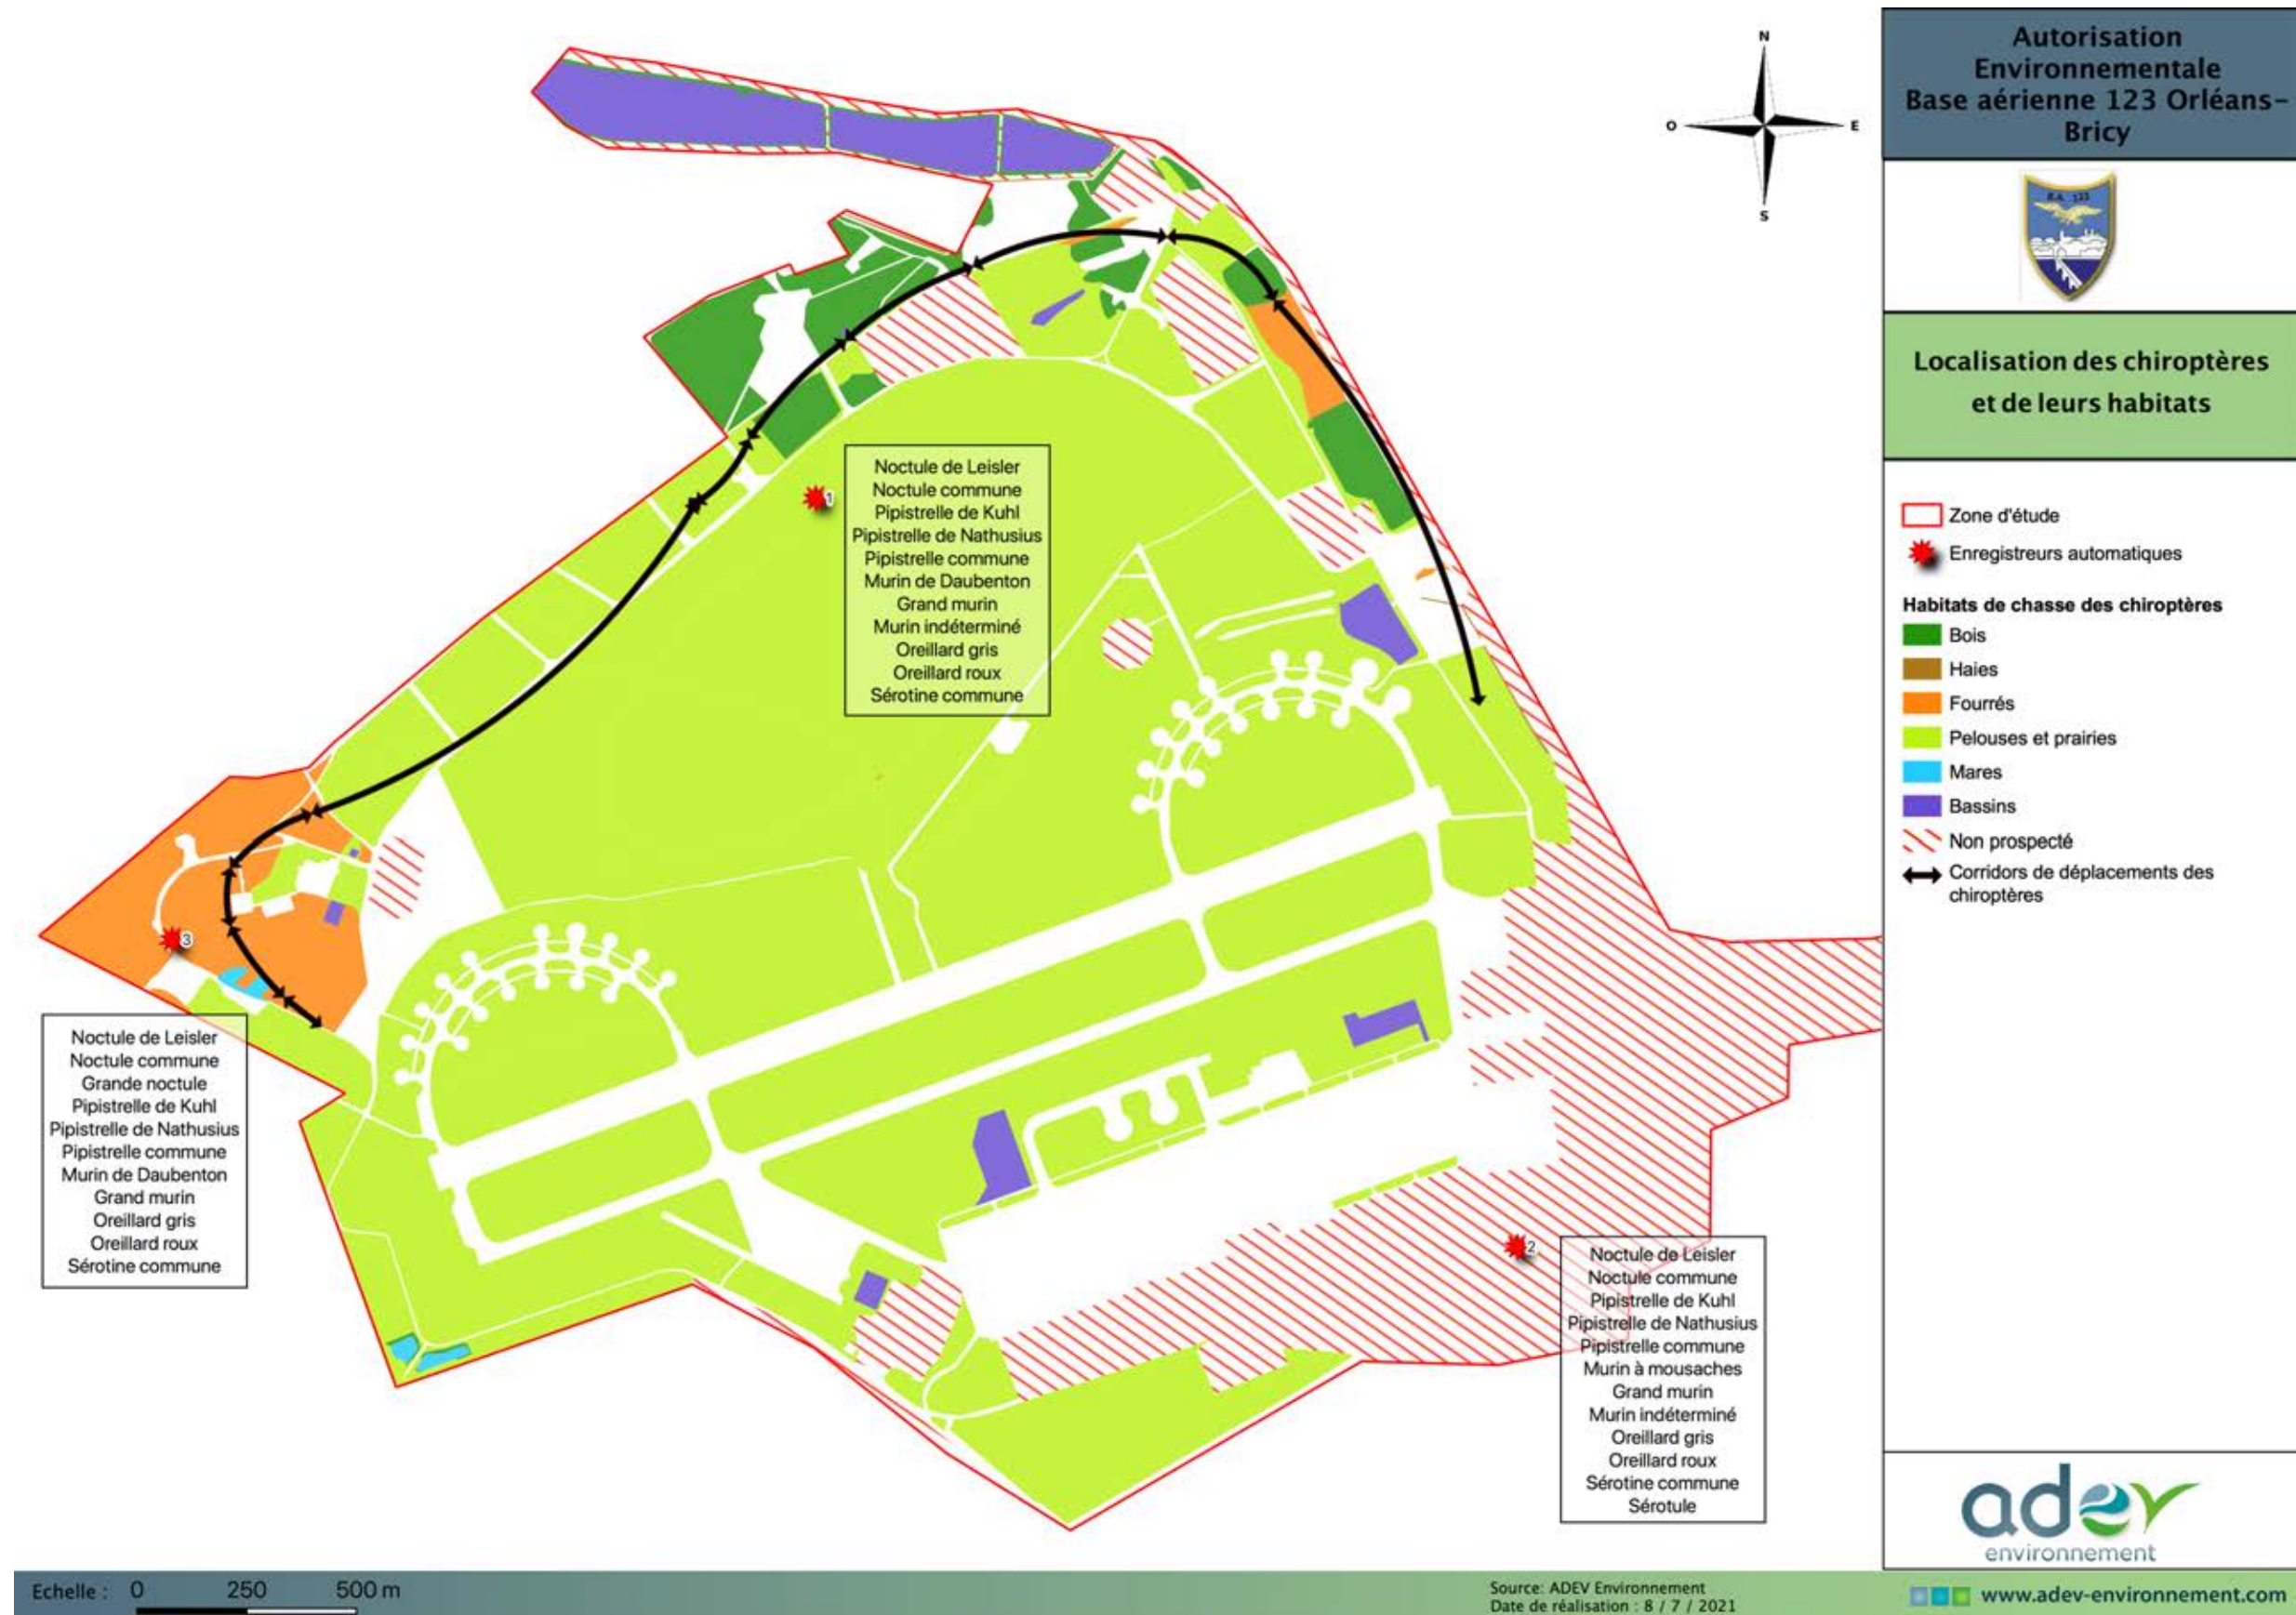 N
O
E
S
Autorisation
Environnementale
Base aérienne 123 Orléans-
Bricy
B.A. 123
Localisation des chiroptères
et de leurs habitats
Zone d'étude
Enregistreurs automatiques
Habitats de chasse des chiroptères
Bois
Haies
Fourrés
Pelouses et prairies
Mares
Bassins
Non prospecté
Corridors de déplacements des
chiroptères
1
Noctule de Leisler
Noctule commune
Pipistrelle de Kuhl
Pipistrelle de Nathusius
Pipistrelle commune
Murin de Daubenton
Grand murin
Murin indéterminé
Oreillard gris
Oreillard roux
Sérotine commune
3
Noctule de Leisler
Noctule commune
Grande noctule
Pipistrelle de Kuhl
Pipistrelle de Nathusius
Pipistrelle commune
Murin de Daubenton
Grand murin
Oreillard gris
Oreillard roux
Sérotine commune
2
Noctule de Leisler
Noctule commune
Pipistrelle de Kuhl
Pipistrelle de Nathusius
Pipistrelle commune
Murin à mousaches
Grand murin
Murin indéterminé
Oreillard gris
Oreillard roux
Sérotine commune
Sérotule
adev
environnement
Echelle : 0 250 500 m
Source: ADEV Environnement
Date de réalisation : 8 / 7 / 2021
www.adev-environnement.com